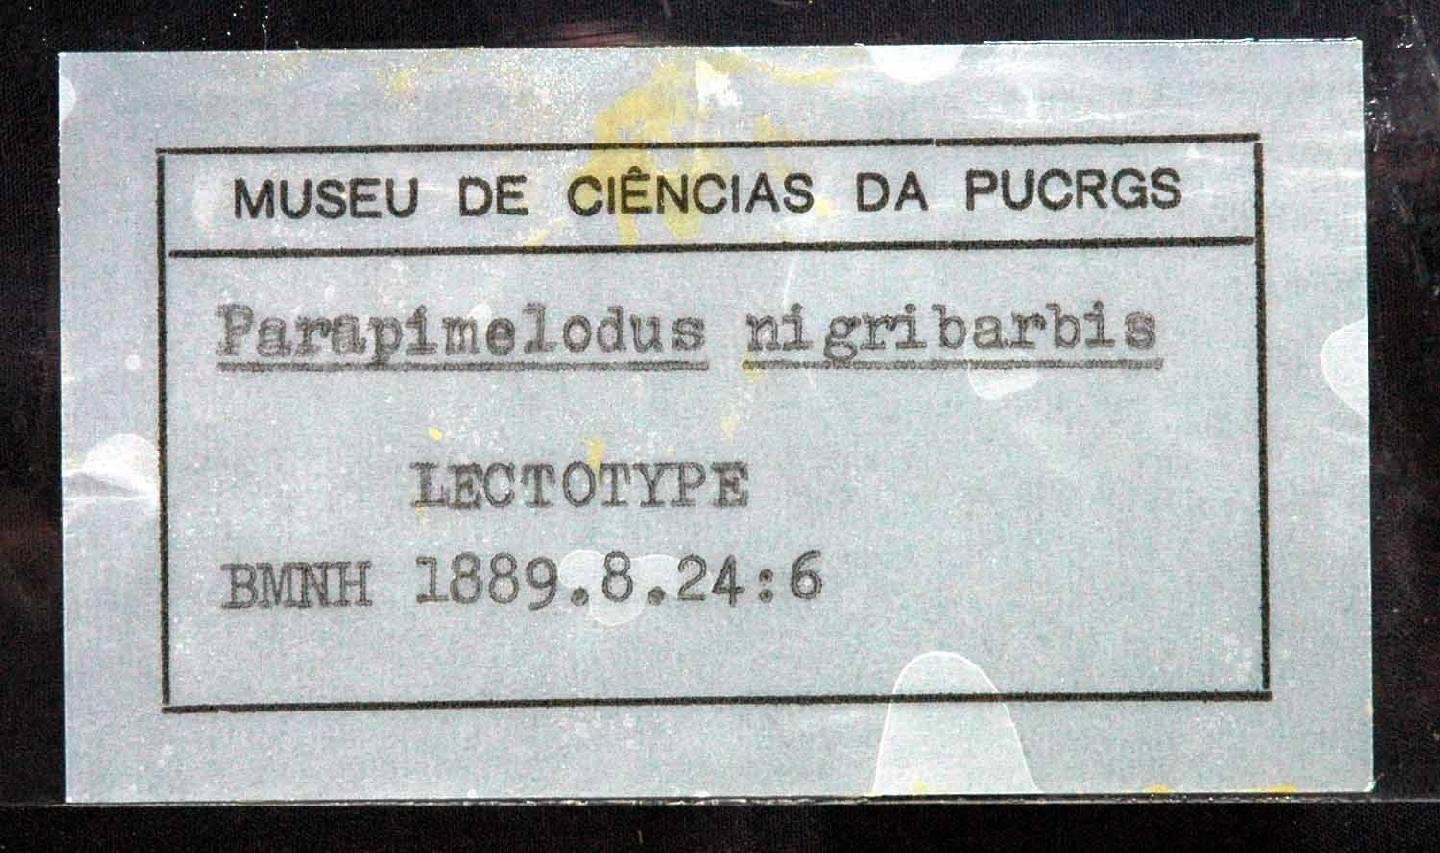 MUSEU DE CIÊNCIAS DA PUCRGS
Parapimelodus nigribarbis
LECTOTYPE
BMNH 1889.8.24:6